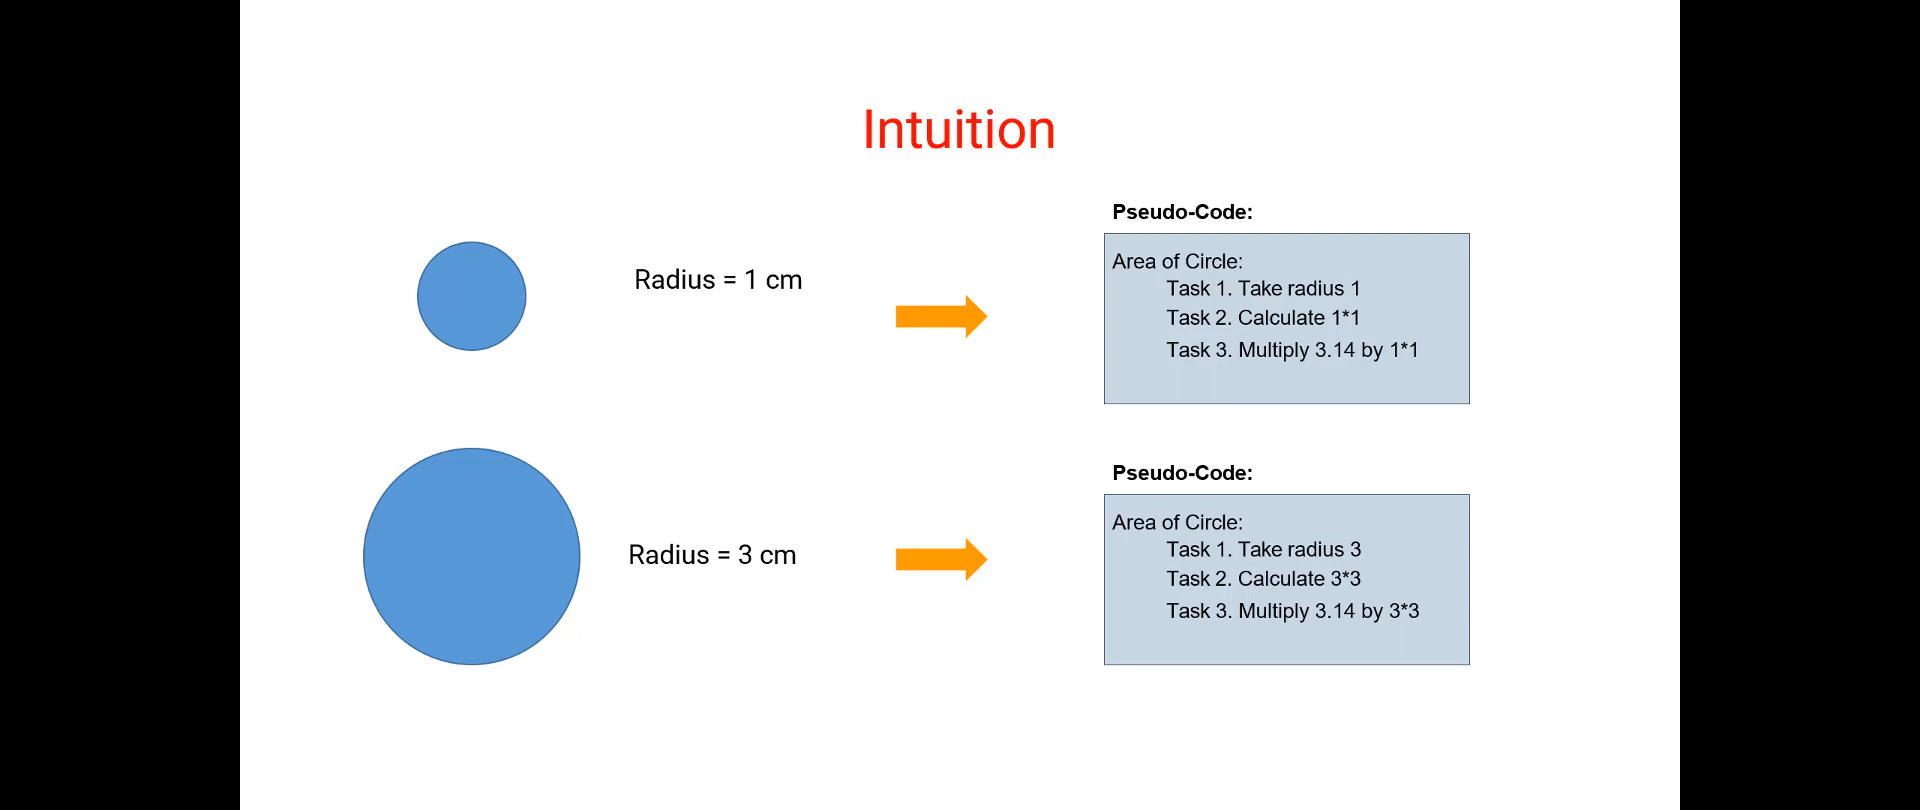 Intuition
Radius = 1 cm
Pseudo-Code:
Area of Circle:
Task 1. Take radius 1
Task 2. Calculate 1*1
Task 3. Multiply 3.14 by 1*1
Radius = 3 cm
Pseudo-Code:
Area of Circle:
Task 1. Take radius 3
Task 2. Calculate 3*3
Task 3. Multiply 3.14 by 3*3